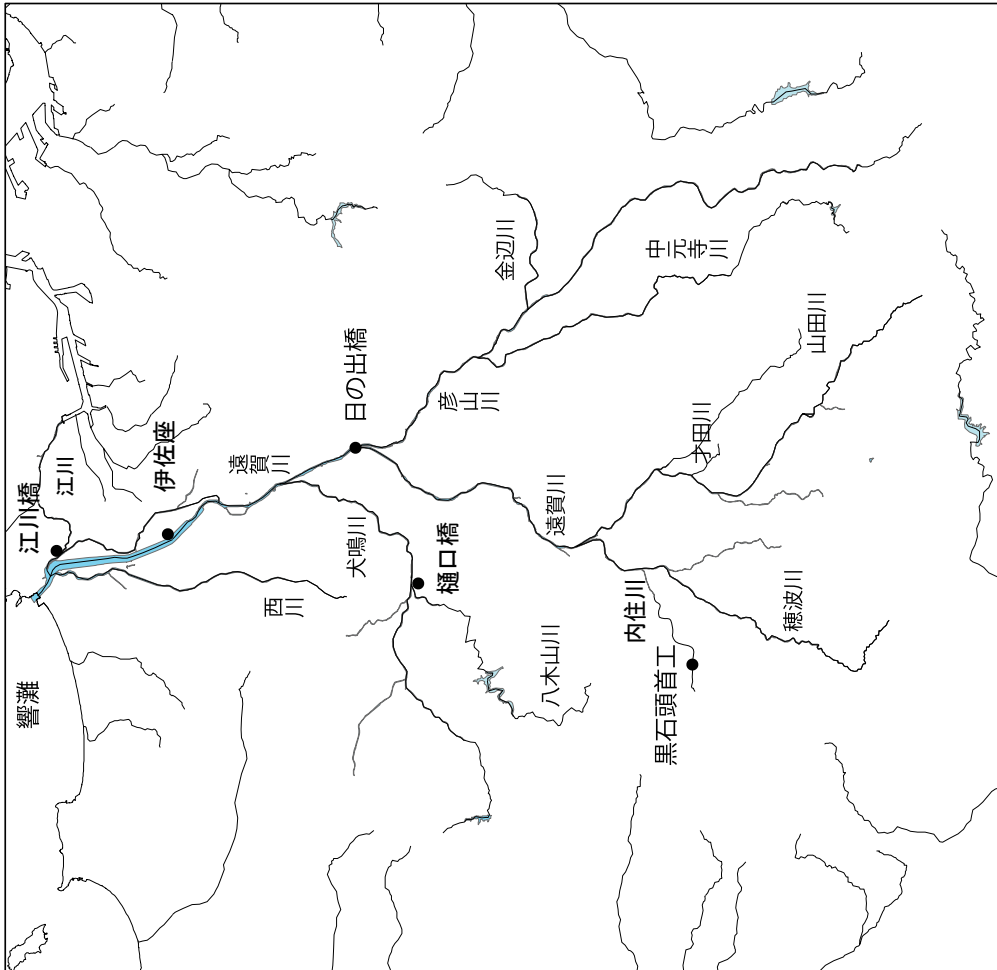 響灘
江川橋
江川
伊佐座
西川
遠賀川
日の出橋
犬鳴川
樋口橋
彦山川
金辺川
八木山川
遠賀川
中元寺川
内住川
黒石頭首工
才田川
穂波川
山田川